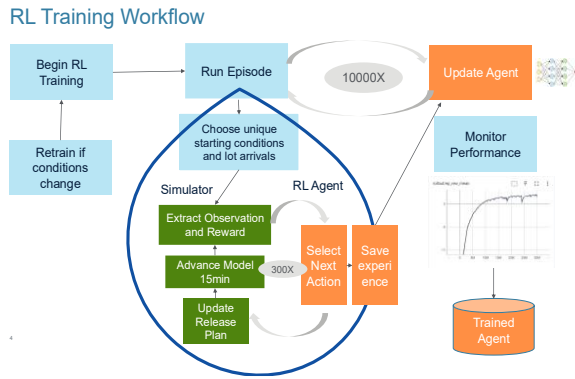 RL Training Workflow
Begin RL
Training
Run Episode
10000X
Update Agent
Choose unique
starting conditions
and lot arrivals
Monitor
Performance
Retrain if
conditions
change
Simulator
RL Agent
Extract Observation
and Reward
Advance Model
15min
300X
Select
Next
Action
Save
experi
ence
Update
Release
Plan
Trained
Agent
4